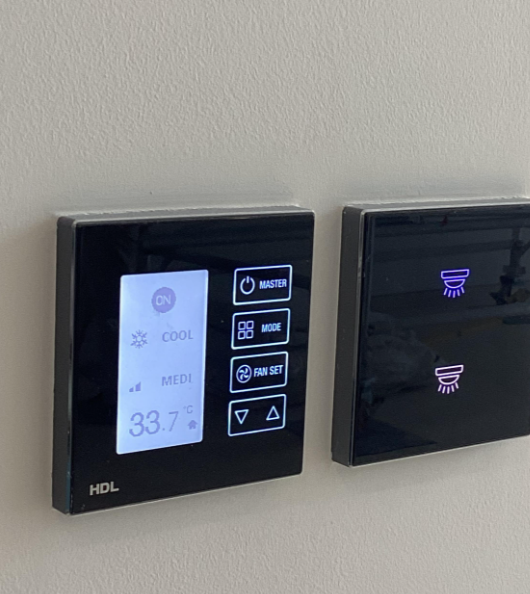 ON
COOL
MEDI
33.7°C
MASTER
MODE
FAN SET
HDL